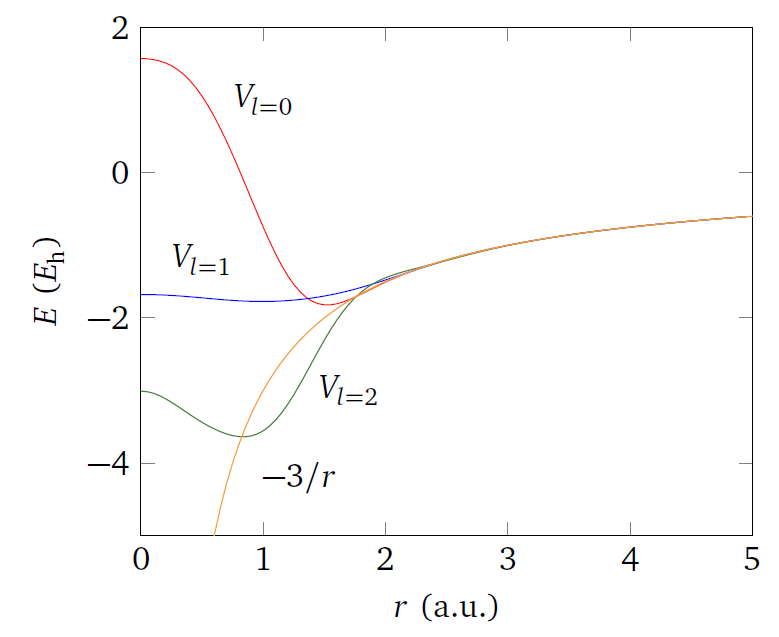 2
V_{l=0}
0
V_{l=1}
E (E_h)
−2
V_{l=2}
−4
−3/r
0 1 2 3 4 5
r (a.u.)